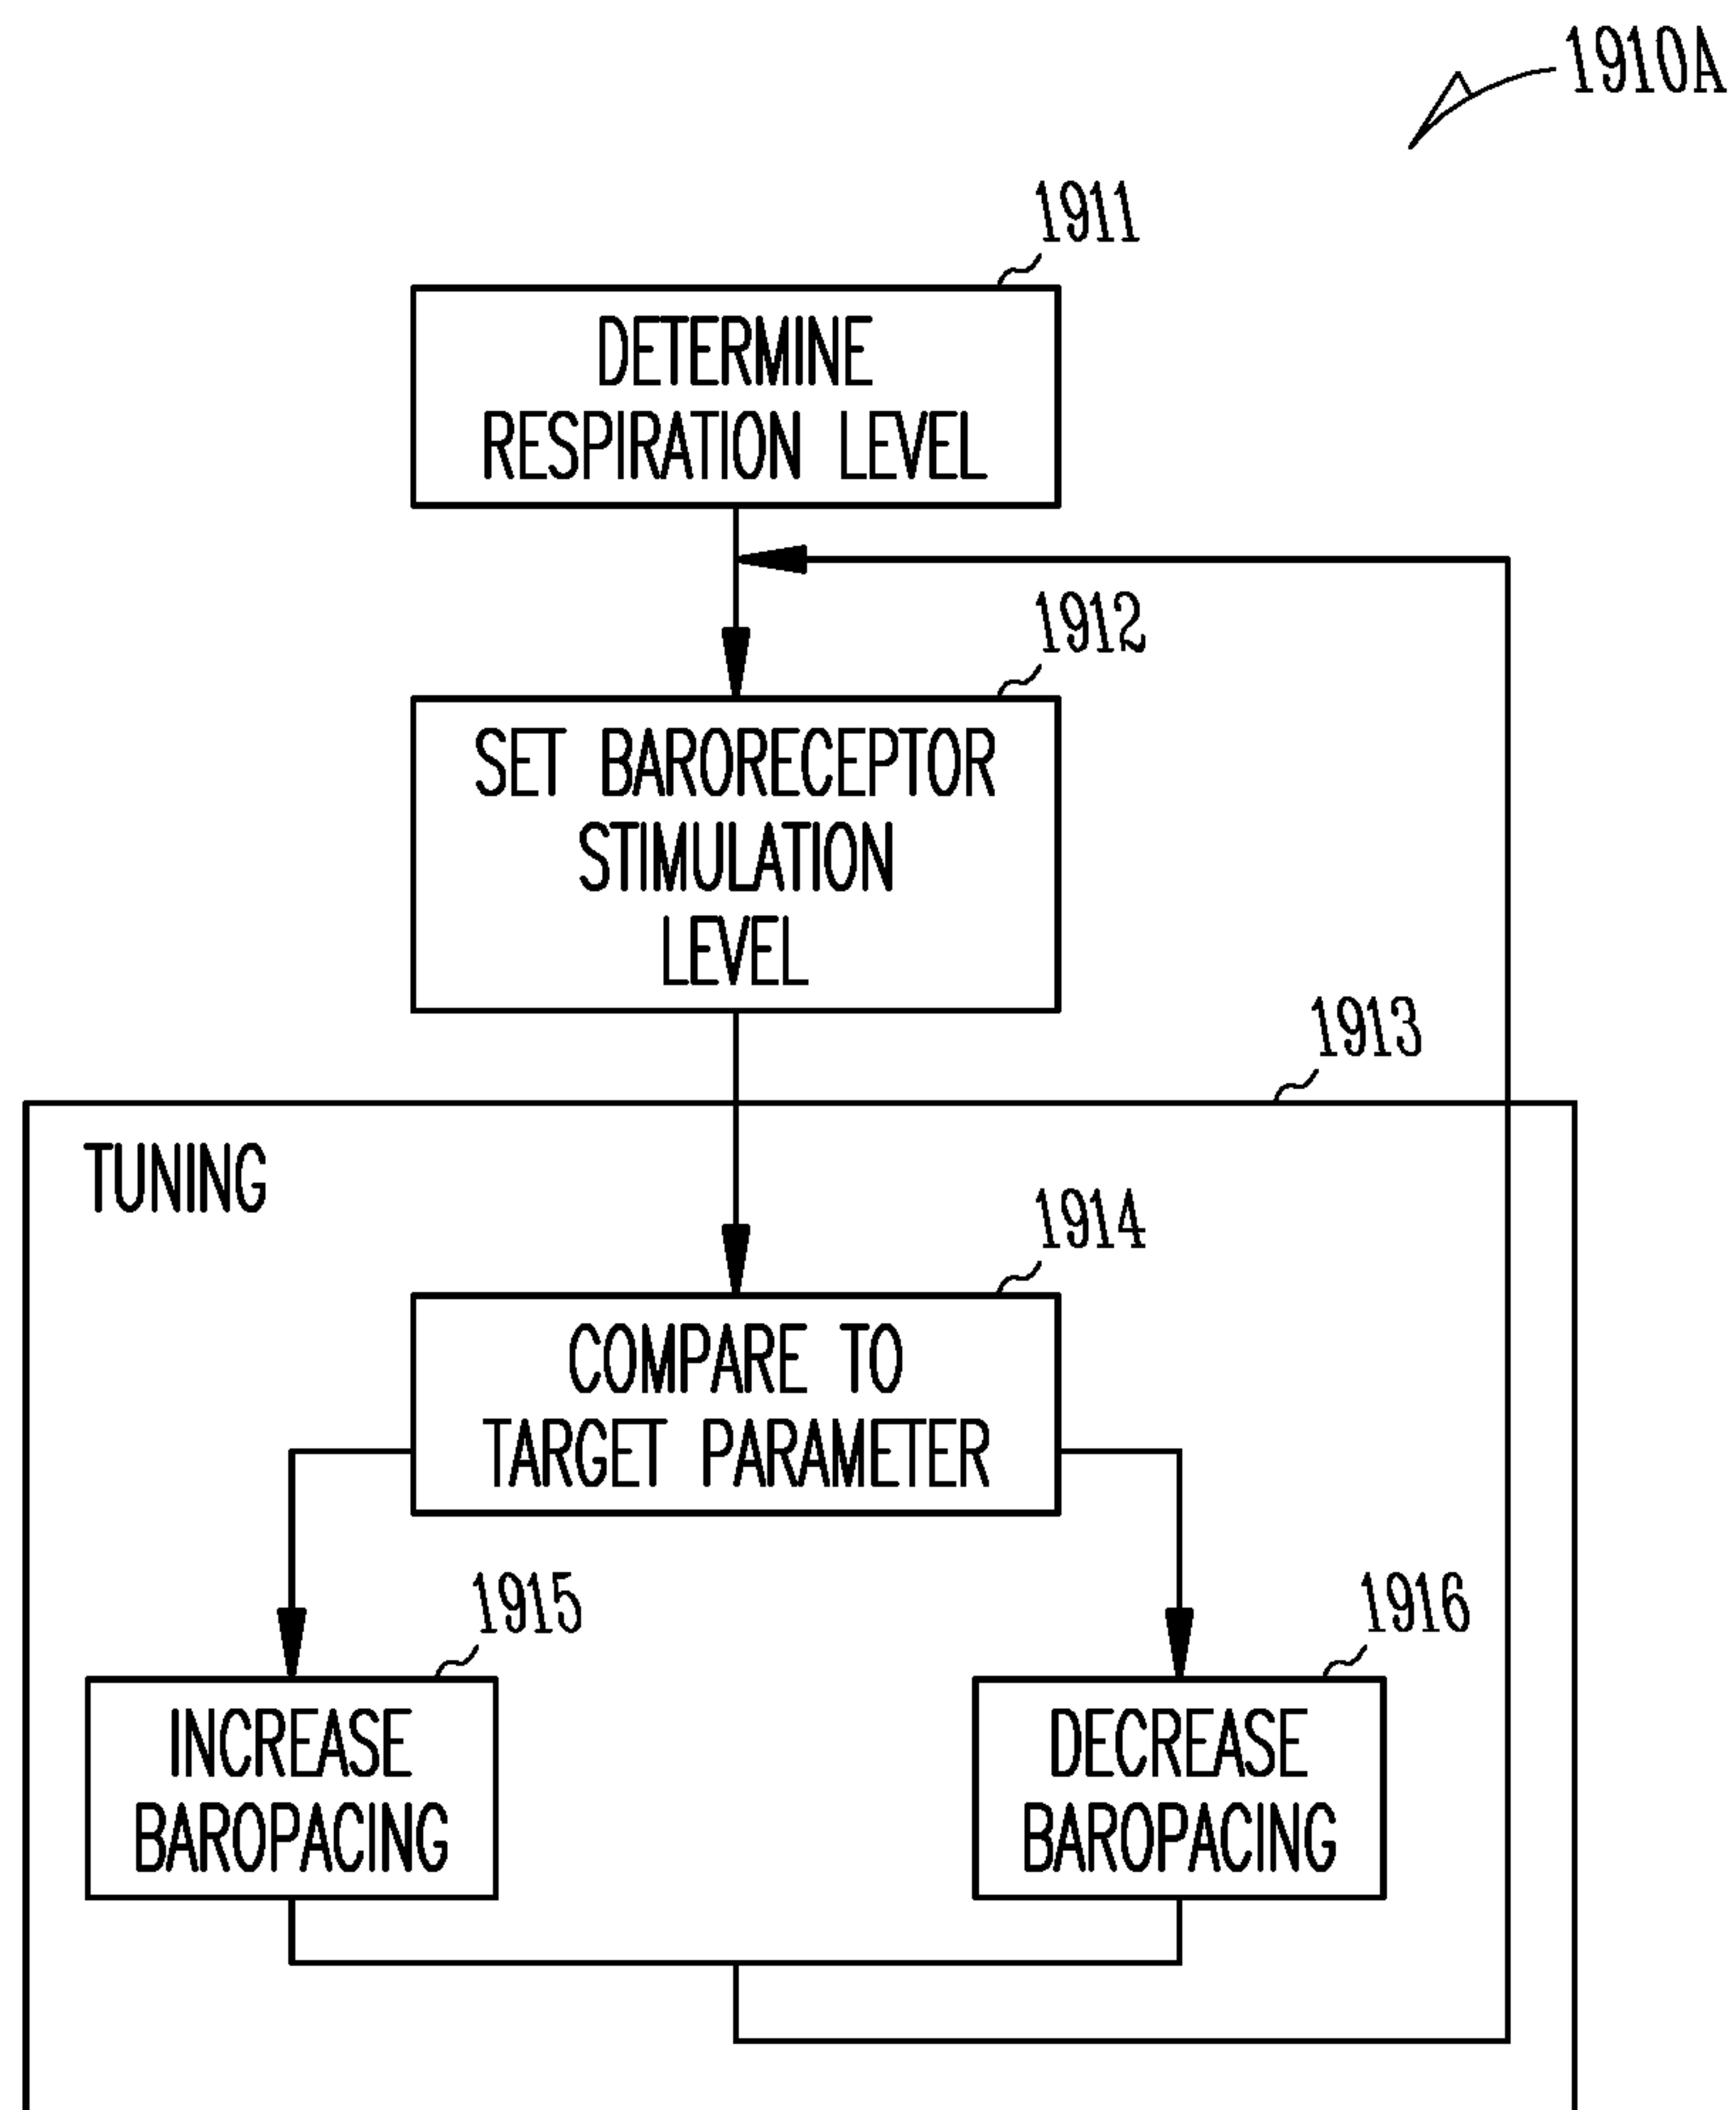 1910A
1911
DETERMINE
RESPIRATION LEVEL
1912
SET BARORECEPTOR
STIMULATION
LEVEL
1913
TUNING
1914
COMPARE TO
TARGET PARAMETER
1915
INCREASE
BAROPACING
1916
DECREASE
BAROPACING